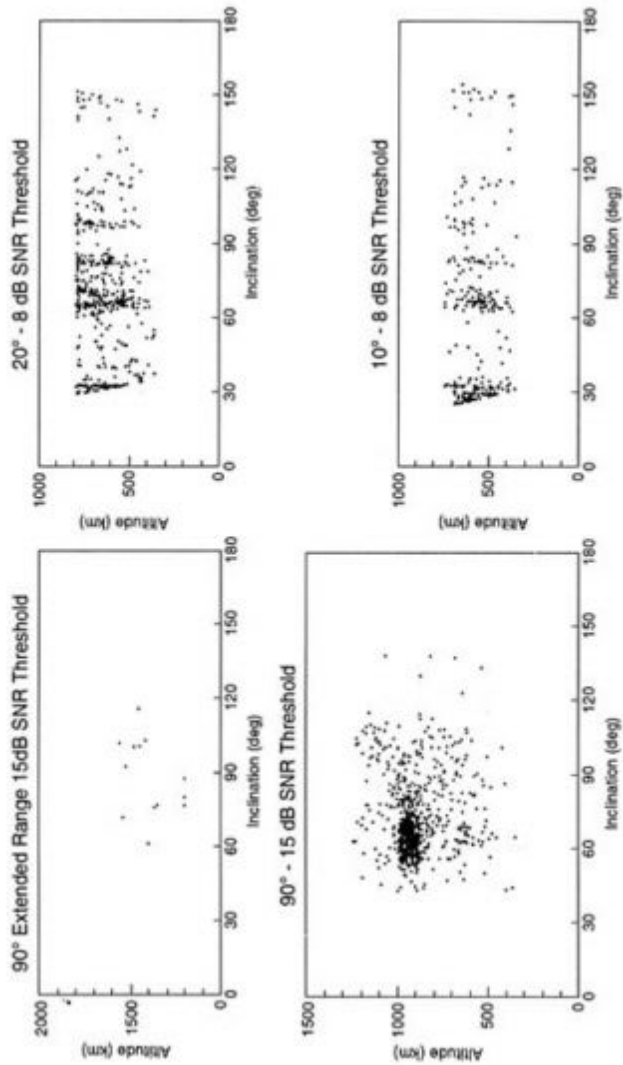 90° Extended Range 15dB SNR Threshold
2000
1500
Altitude (km)
0 30 60 90 120 150 180
Inclination (deg)
20° - 8 dB SNR Threshold
1000
500
0
Altitude (km)
0 30 60 90 120 150 180
Inclination (deg)
90° - 15 dB SNR Threshold
1500
1000
500
Altitude (km)
0 30 60 90 120 150 180
Inclination (deg)
10° - 8 dB SNR Threshold
1000
500
0
Altitude (km)
0 30 60 90 120 150 180
Inclination (deg)